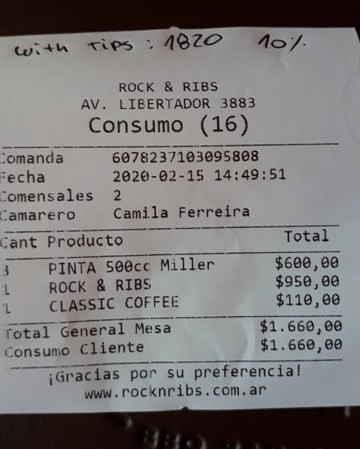 with tips : 1820 10%
ROCK & RIBS
AV. LIBERTADOR 3883
Consumo (16)
Comanda 6078237103095808
Fecha 2020-02-15 14:49:51
Comensales 2
Camarero Camila Ferreira
Cant Producto Total
3 PINTA 500cc Miller $600,00
1 ROCK & RIBS $950,00
1 CLASSIC COFFEE $110,00
Total General Mesa $1.660,00
Consumo Cliente $1.660,00
¡Gracias por su preferencia!
www.rocknribs.com.ar